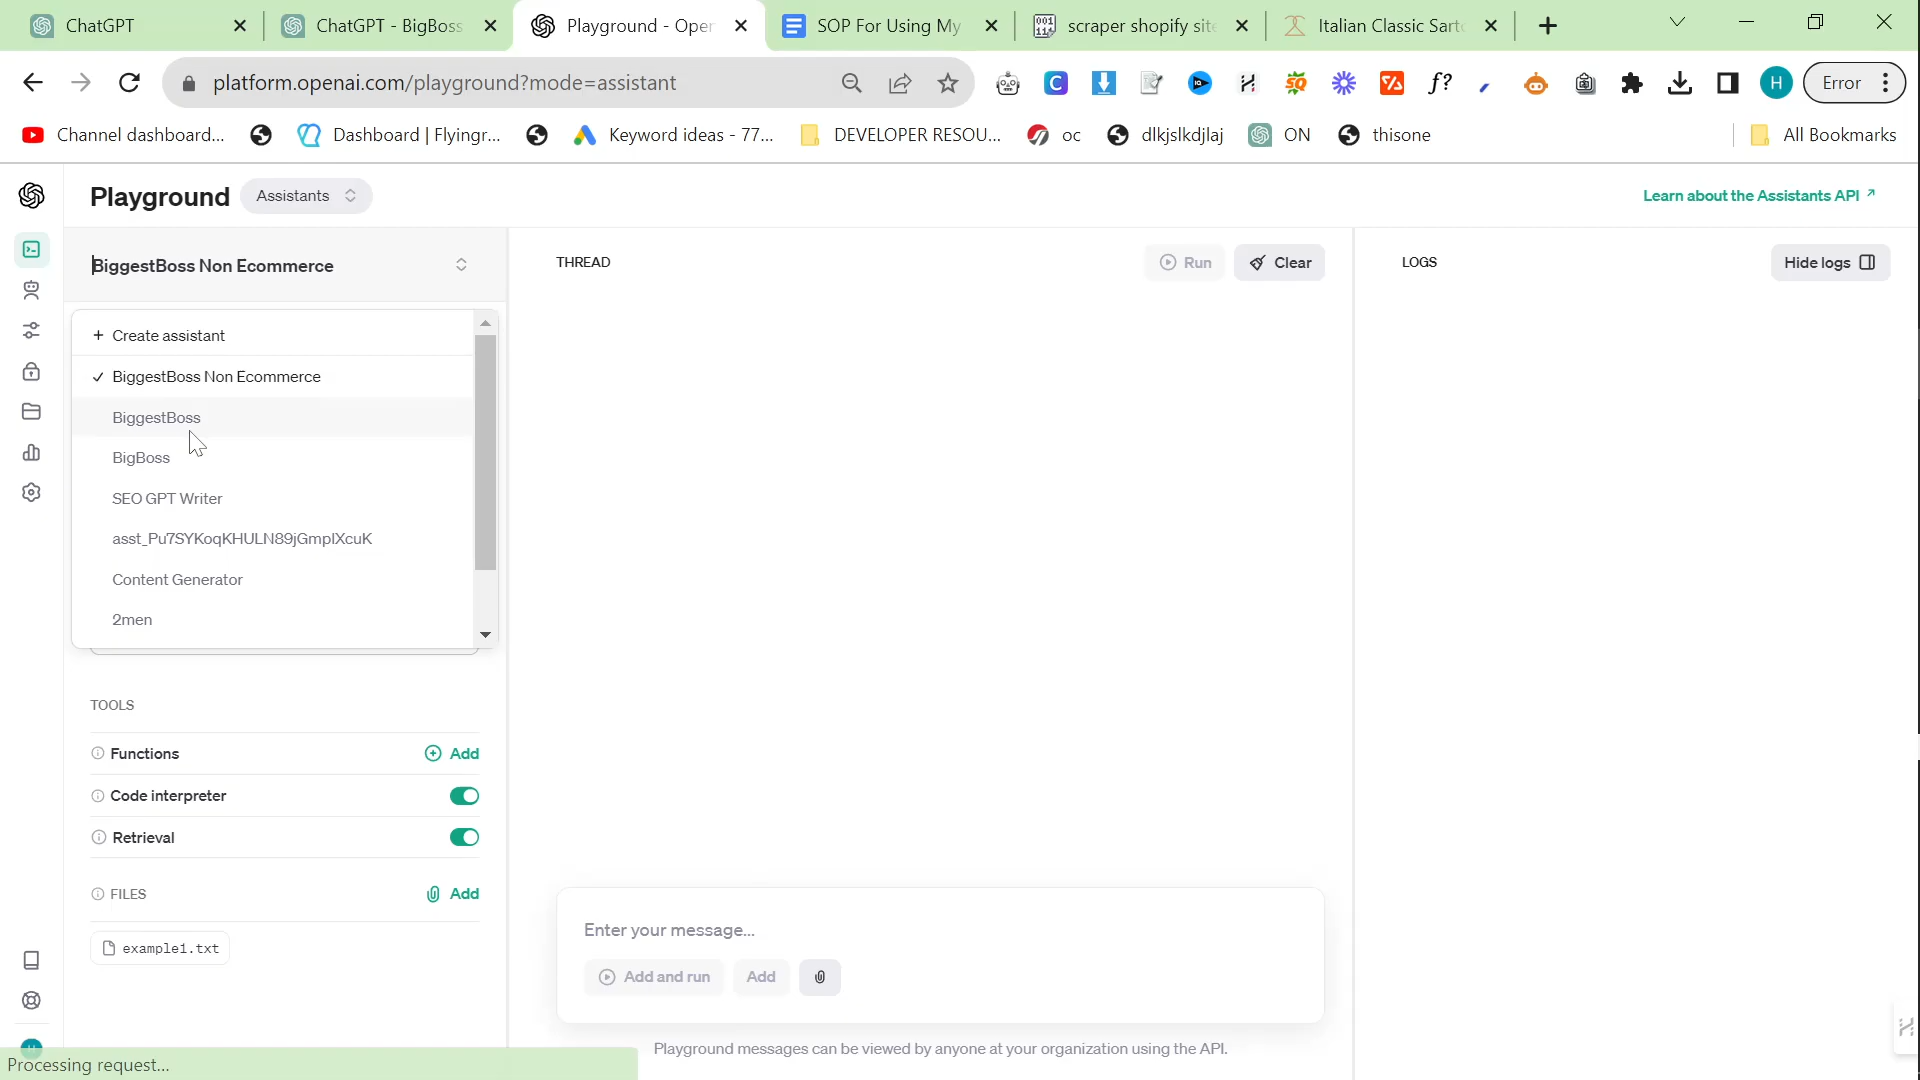 ChatGPT
ChatGPT - BigBoss
Playground - Oper
SOP For Using My
scraper shopify site
Italian Classic Sarto
platform.openai.com/playground?mode=assistant
H
Error
Channel dashboard...
Dashboard | Flyingr...
Keyword ideas - 77...
DEVELOPER RESOU...
oc
dlkjslkdjlaj
ON
thisone
All Bookmarks
Playground
Assistants
Learn about the Assistants API
BiggestBoss Non Ecommerce
THREAD
Run
Clear
LOGS
Hide logs
+ Create assistant
BiggestBoss Non Ecommerce
BiggestBoss
BigBoss
SEO GPT Writer
asst_Pu7SYKoqKHULN89jGmpIXcuK
Content Generator
2men
TOOLS
Functions
Add
Code interpreter
Retrieval
FILES
Add
example1.txt
Enter your message...
Add and run
Add
Playground messages can be viewed by anyone at your organization using the API.
Processing request...